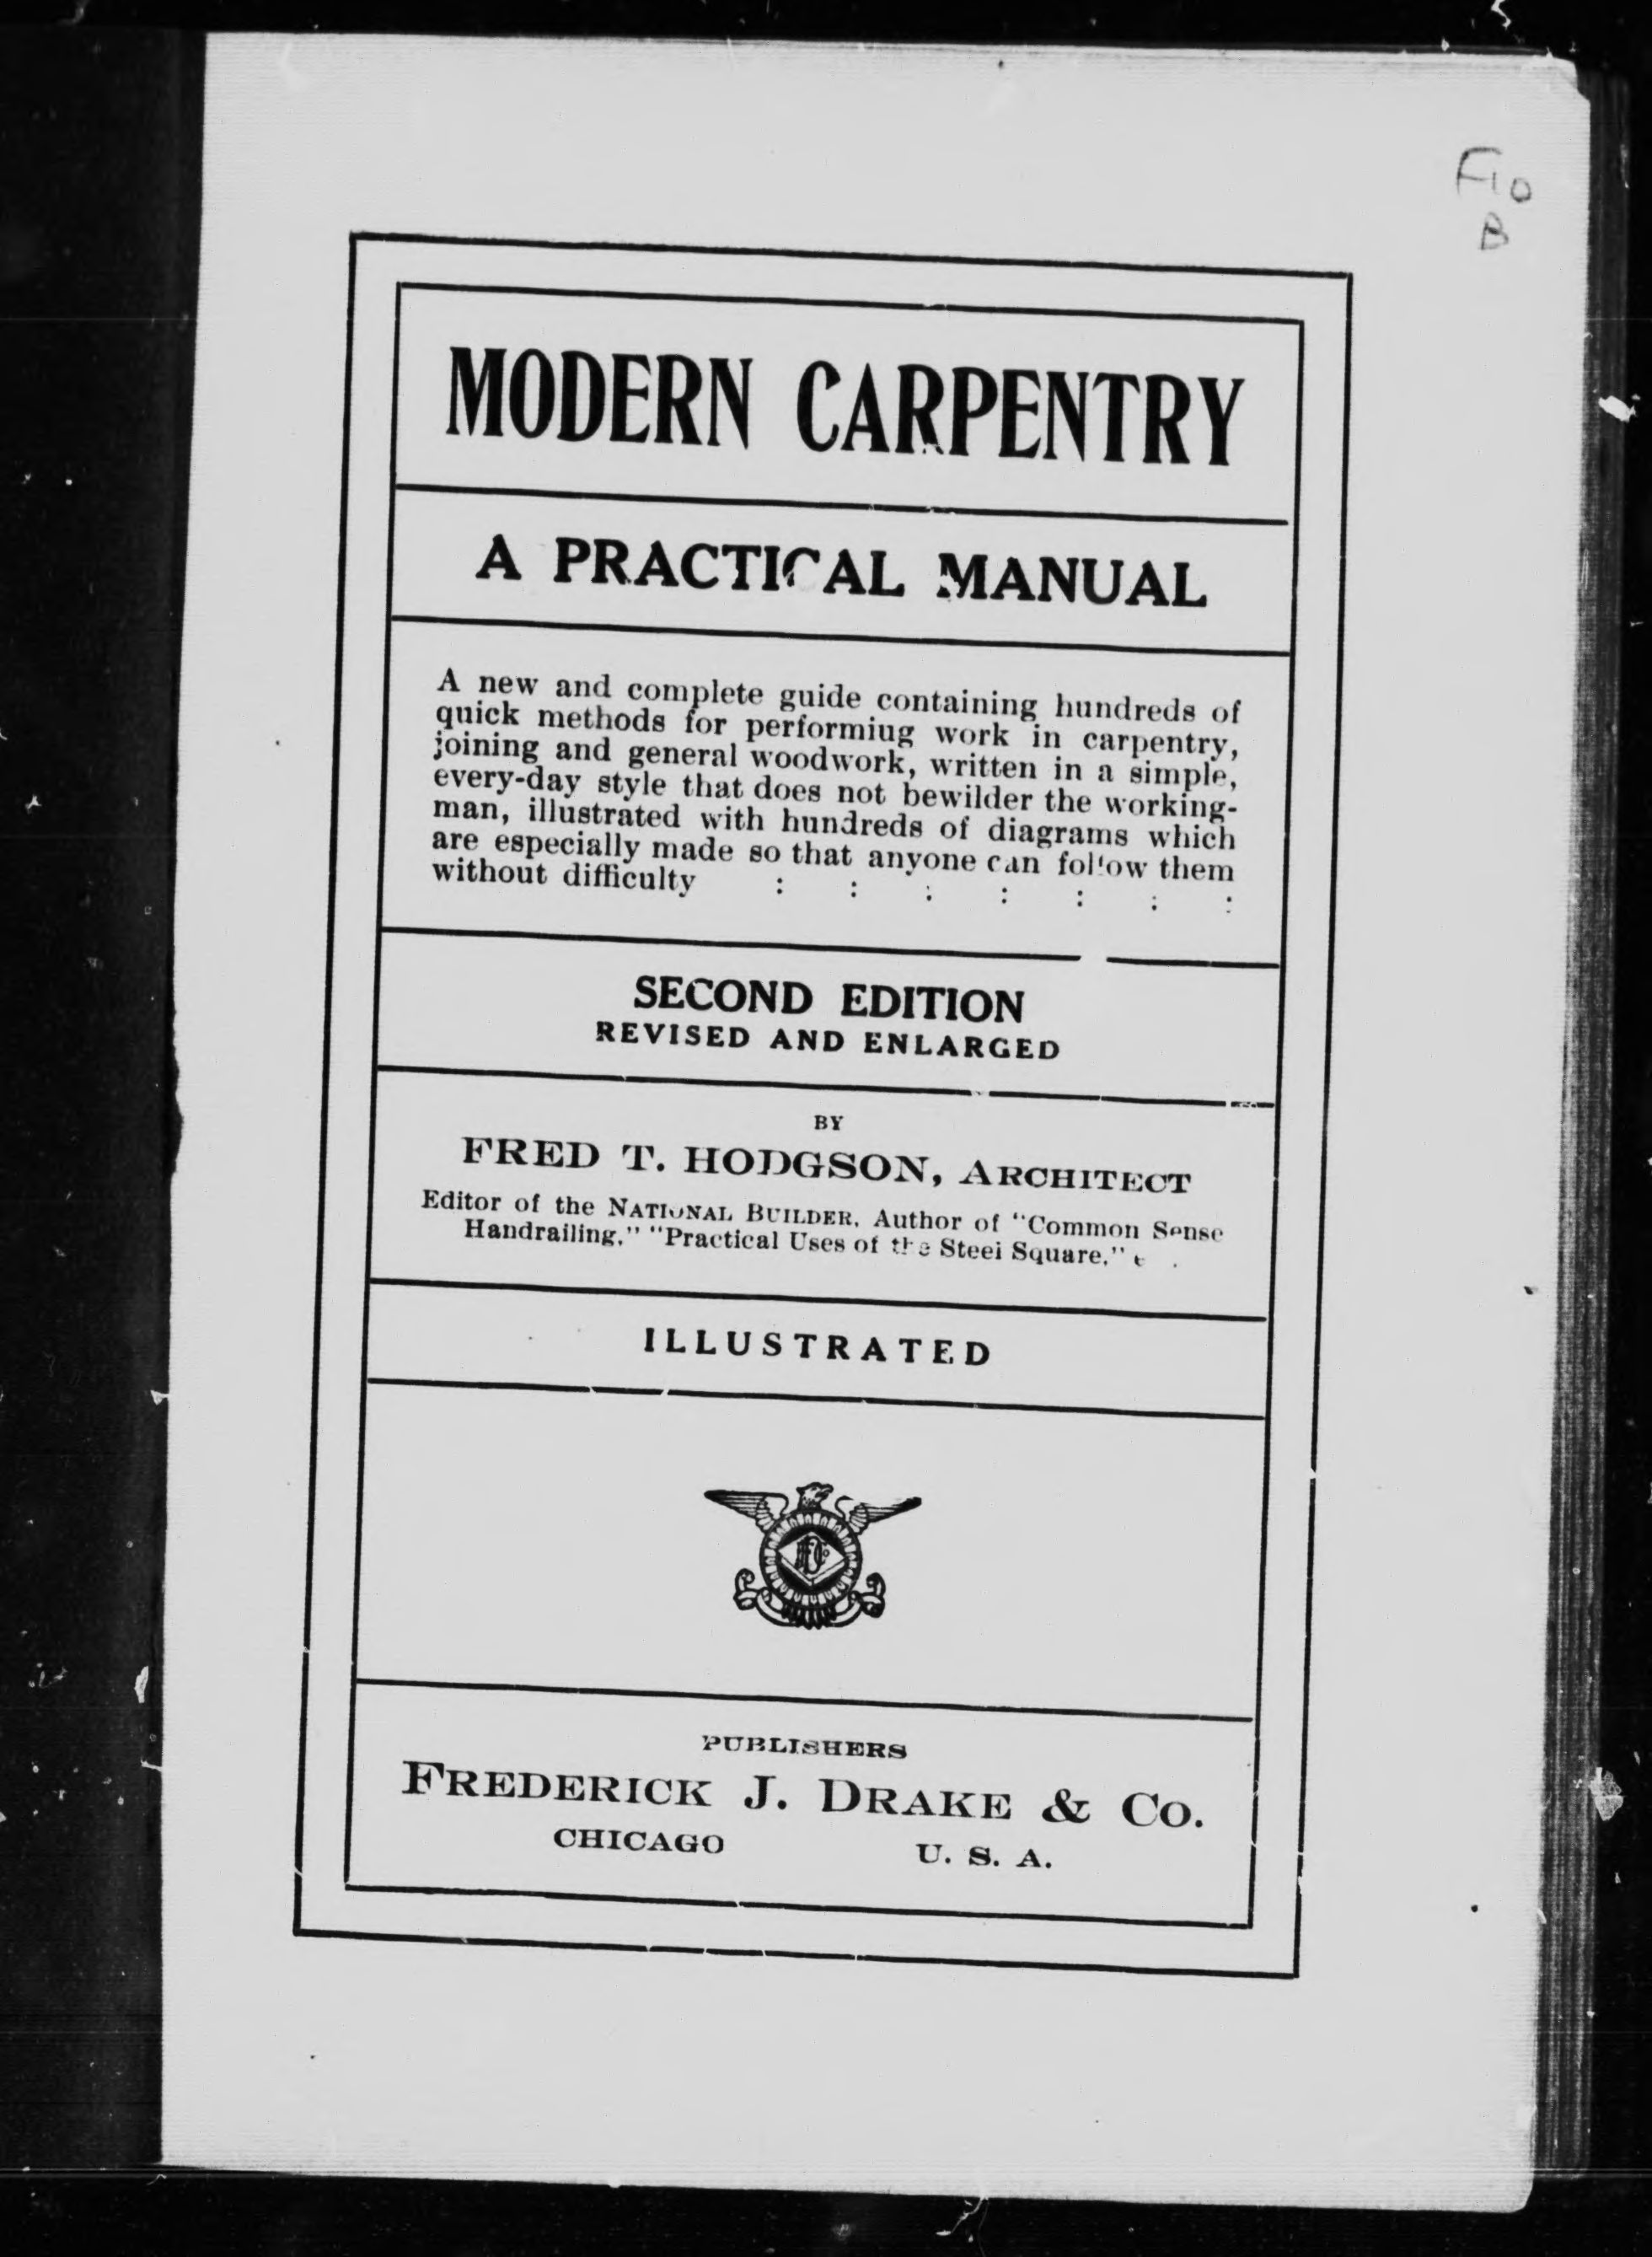 F10
B
MODERN CARPENTRY
A PRACTICAL MANUAL
A new and complete guide containing hundreds of
quick methods for performiug work in carpentry,
joining and general woodwork, written in a simple,
every-day style that does not bewilder the working-
man, illustrated with hundreds of diagrams which
are especially made so that anyone can follow them
without difficulty : : : : : : :
SECOND EDITION
REVISED AND ENLARGED
BY
FRED T. HODGSON, ARCHITECT
Editor of the NATIONAL BUILDER, Author of "Common Sense
Handrailing," "Practical Uses of the Steel Square,"
ILLUSTRATED
PUBLISHERS
FREDERICK J. DRAKE & CO.
CHICAGO U. S. A.